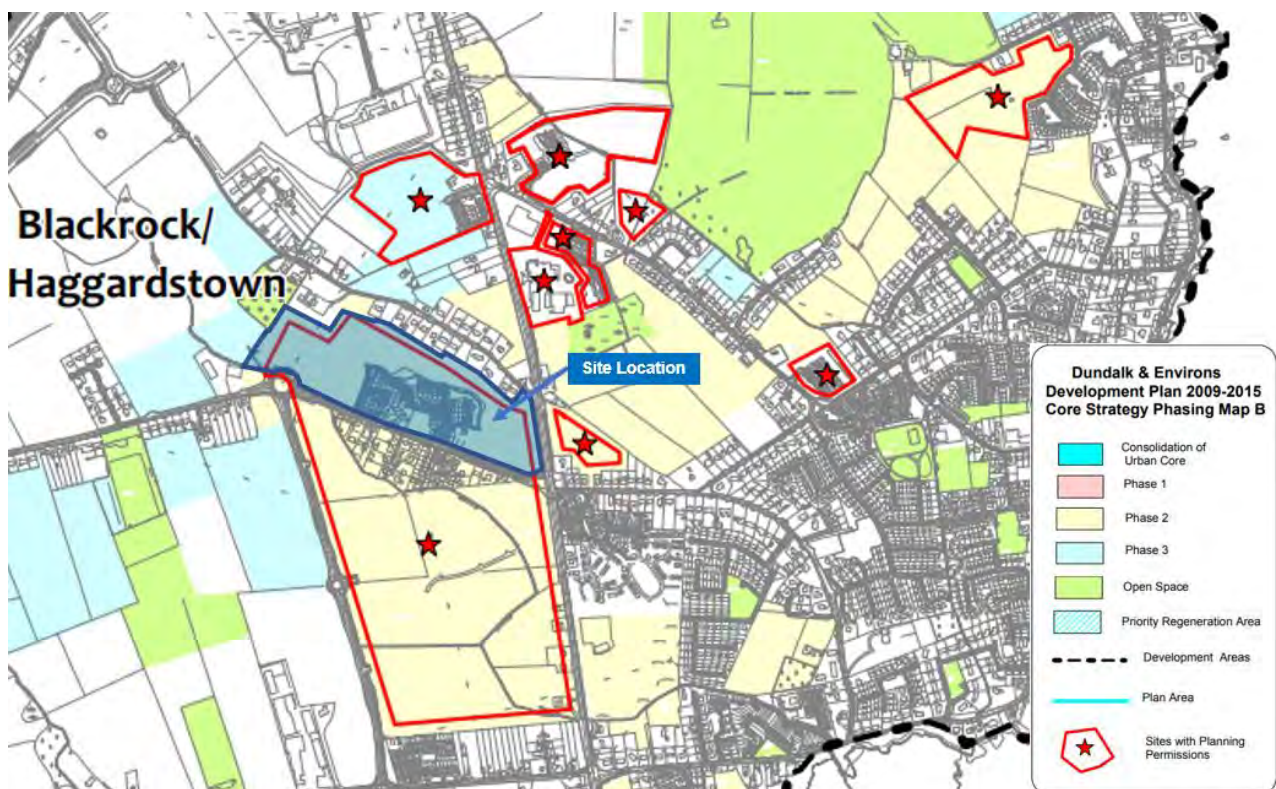 Blackrock/
Haggardstown
Site Location
Dundalk & Environs
Development Plan 2009-2015
Core Strategy Phasing Map B
Consolidation of
Urban Core
Phase 1
Phase 2
Phase 3
Open Space
Priority Regeneration Area
Development Areas
Plan Area
Sites with Planning
Permissions